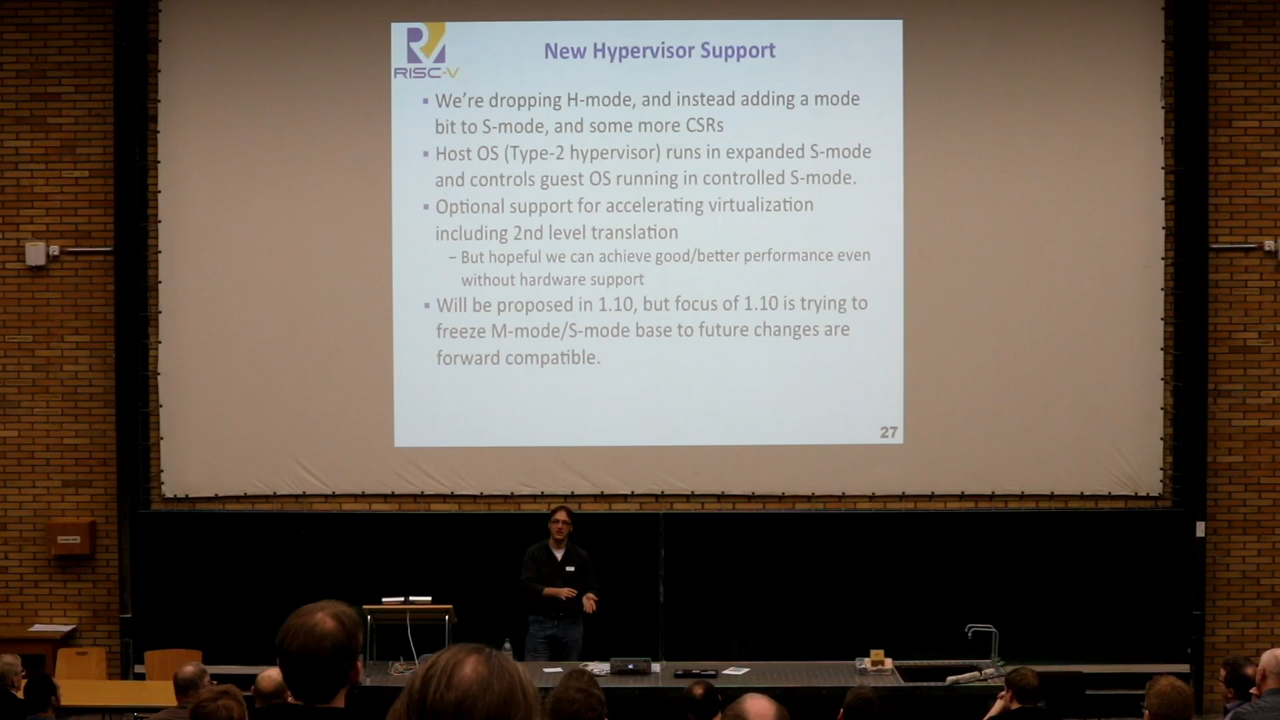 RISC-V
New Hypervisor Support
▪ We're dropping H-mode, and instead adding a mode
bit to S-mode, and some more CSRs
▪ Host OS (Type-2 hypervisor) runs in expanded S-mode
and controls guest OS running in controlled S-mode.
▪ Optional support for accelerating virtualization
including 2nd level translation
– But hopeful we can achieve good/better performance even
without hardware support
▪ Will be proposed in 1.10, but focus of 1.10 is trying to
freeze M-mode/S-mode base to future changes are
forward compatible.
27